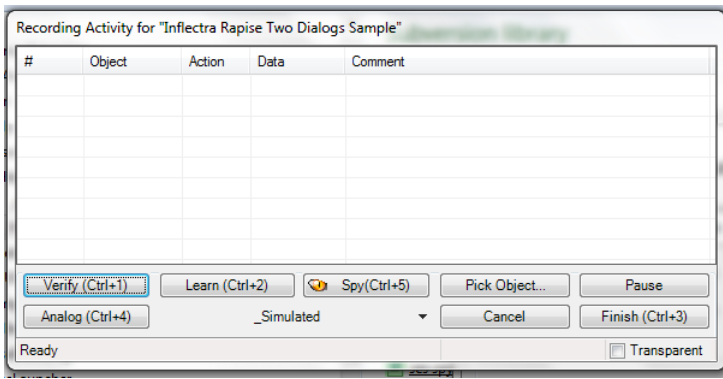 Recording Activity for "Inflectra Rapise Two Dialogs Sample"
# Object Action Data Comment
Verify (Ctrl+1) Learn (Ctrl+2) Spy(Ctrl+5) Pick Object... Pause
Analog (Ctrl+4) _Simulated Cancel Finish (Ctrl+3)
Ready Transparent